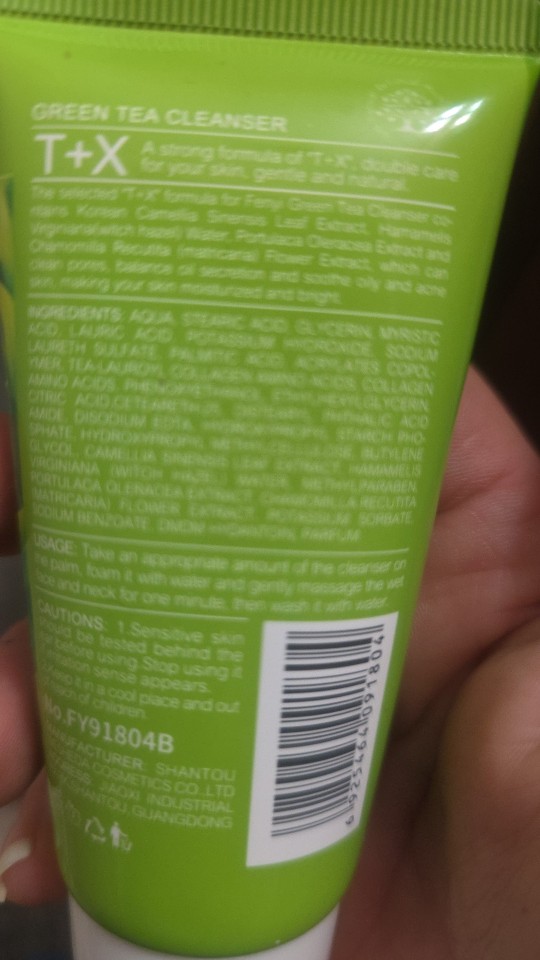 GREEN TEA CLEANSER
T+X
A strong formula of "T+X", double care
for your skin, gentle and natural.
The selected "T+X" formula for Fenyi Green Tea Cleanser co-
ntains Korean Camellia Sinensis Leaf Extract, Hamamelis
Virginiana(witch hazel) Water, Portulaca Oleracea Extract and
Chamomilla Recutita (matricaria) Flower Extract, which can
clean pores, balance oil secretion and soothe oily and acne
skin, making your skin moisturized and bright.
INGREDIENTS: AQUA, STEARIC ACID, GLYCERIN, MYRISTIC
ACID, LAURIC ACID, POTASSIUM HYDROXIDE, SODIUM
LAURETH SULFATE, PALMITIC ACID, ACRYLATES COPOL-
YMER, TEA-LAUROYL COLLAGEN AMINO ACIDS, COLLAGEN
AMINO ACIDS, PHENOXYETHANOL, ETHYLHEXYLGLYCERIN,
CITRIC ACID, PHTHALIC ACID
AMIDE, DISODIUM EDTA, STARCH PHO-
SPHATE, HYDROXYPROPYL BUTYLENE
GLYCOL, CAMELLIA SINENSIS LEAF EXTRACT, HAMAMELIS
VIRGINIANA (WITCH HAZEL) WATER, METHYLPARABEN,
PORTULACA OLENACEA EXTRACT, CHAMOMILLA RECUTITA
(MATRICARIA) FLOWER EXTRACT, POTASSIUM SORBATE,
SODIUM BENZOATE, DMDM HYDANTOIN, PARFUM
USAGE: Take an appropriate amount of the cleanser on
the palm, foam it with water and gently massage the wet
face and neck for one minute, then wash it with water.
CAUTIONS: 1.Sensitive skin
should be tested behind the
before using.Stop using it
sense appears.
it in a cool place and out
reach of children.
No.FY91804B
MANUFACTURER: SHANTOU
COSMETICS CO.,LTD
JIAOXI INDUSTRIAL
SHANTOU, GUANGDONG
6 925464 091804